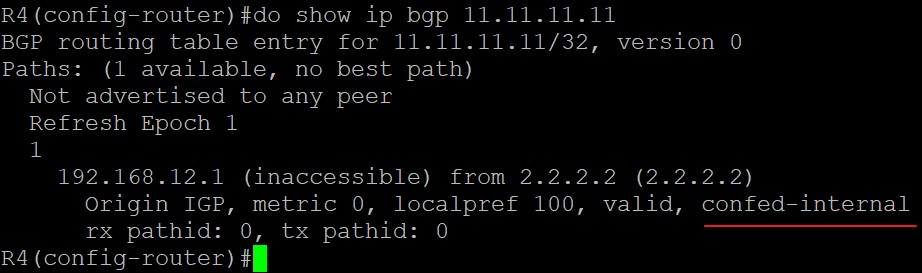 R4(config-router)#do show ip bgp 11.11.11.11
BGP routing table entry for 11.11.11.11/32, version 0
Paths: (1 available, no best path)
  Not advertised to any peer
  Refresh Epoch 1
  1
    192.168.12.1 (inaccessible) from 2.2.2.2 (2.2.2.2)
      Origin IGP, metric 0, localpref 100, valid, confed-internal
      rx pathid: 0, tx pathid: 0
R4(config-router)#